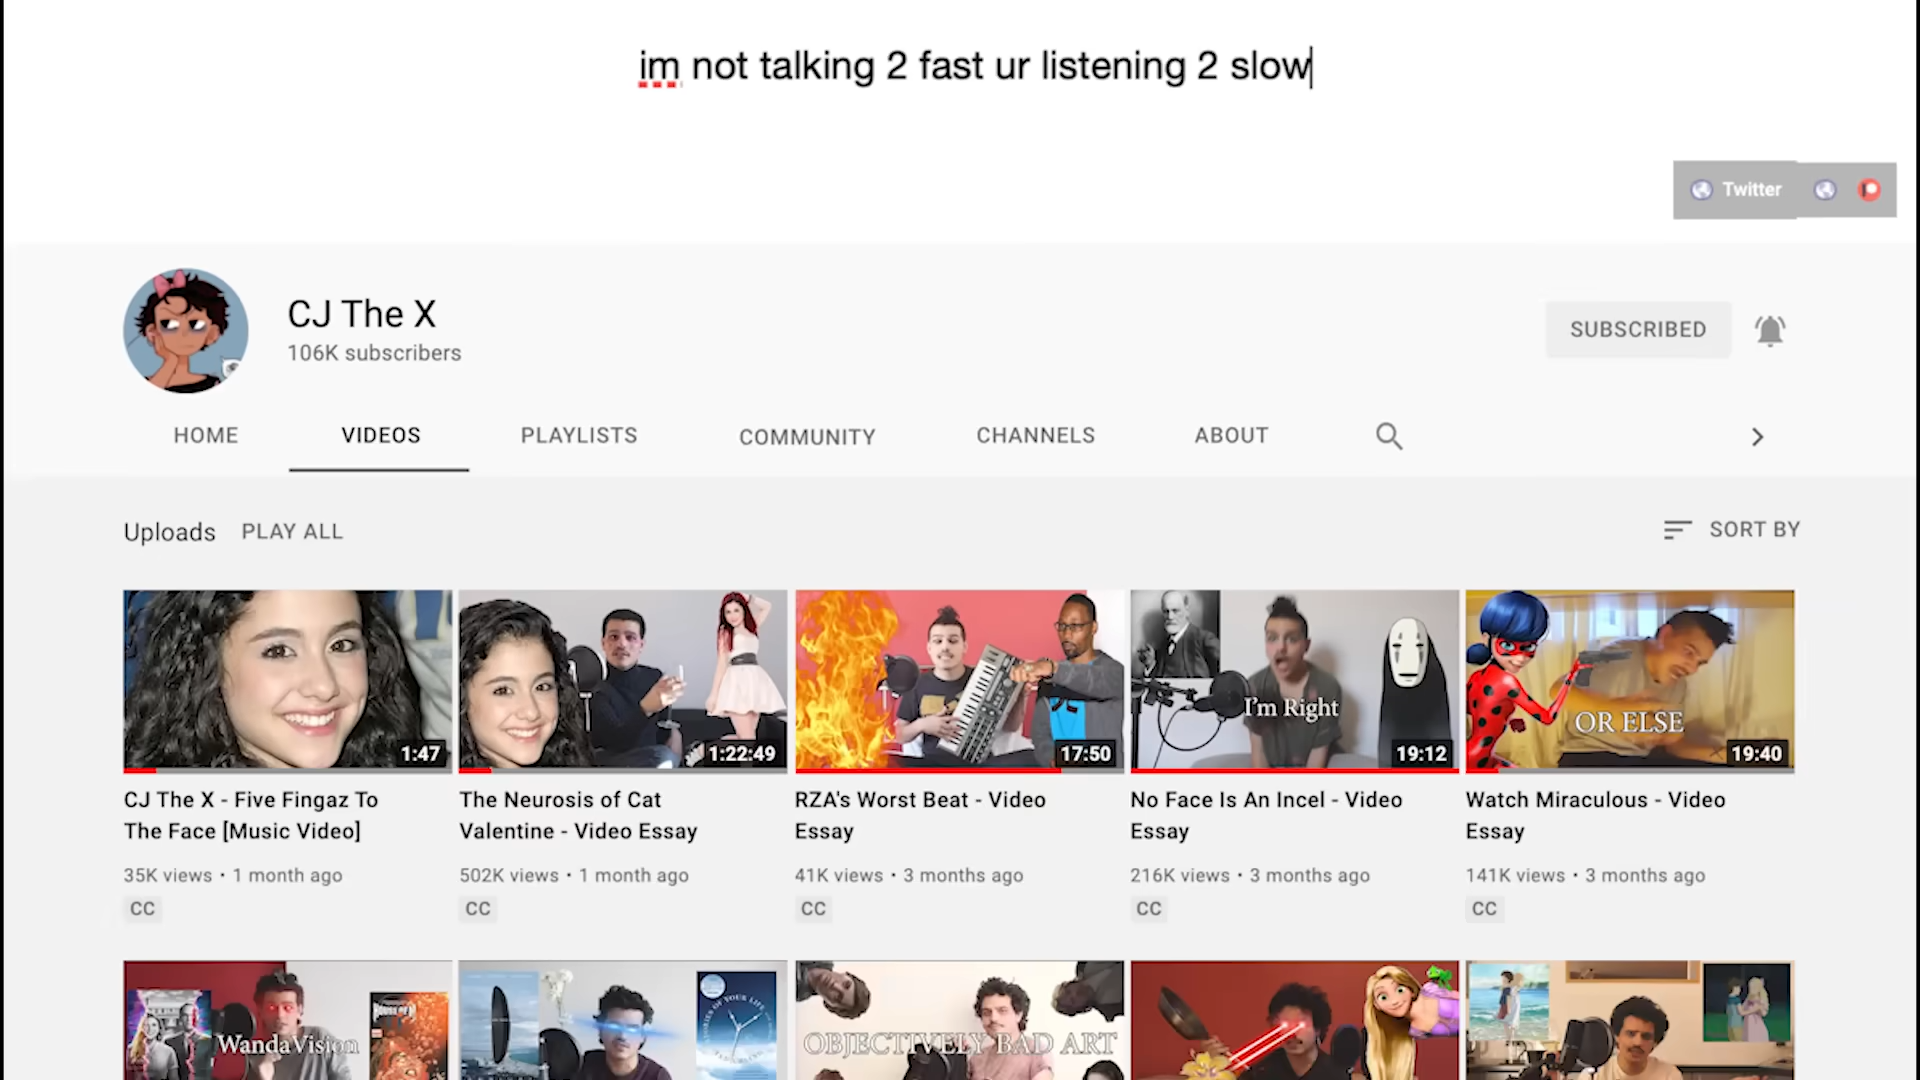 im not talking 2 fast ur listening 2 slow
Twitter
CJ The X
106K subscribers
SUBSCRIBED
HOME VIDEOS PLAYLISTS COMMUNITY CHANNELS ABOUT
Uploads PLAY ALL SORT BY
I'm Right
OR ELSE
1:47 1:22:49 17:50 19:12 19:40
CJ The X - Five Fingaz To
The Face [Music Video]
35K views • 1 month ago
CC
The Neurosis of Cat
Valentine - Video Essay
502K views • 1 month ago
CC
RZA's Worst Beat - Video
Essay
41K views • 3 months ago
CC
No Face Is An Incel - Video
Essay
216K views • 3 months ago
CC
Watch Miraculous - Video
Essay
141K views • 3 months ago
CC
WandaVision
OBJECTIVELY BAD ART